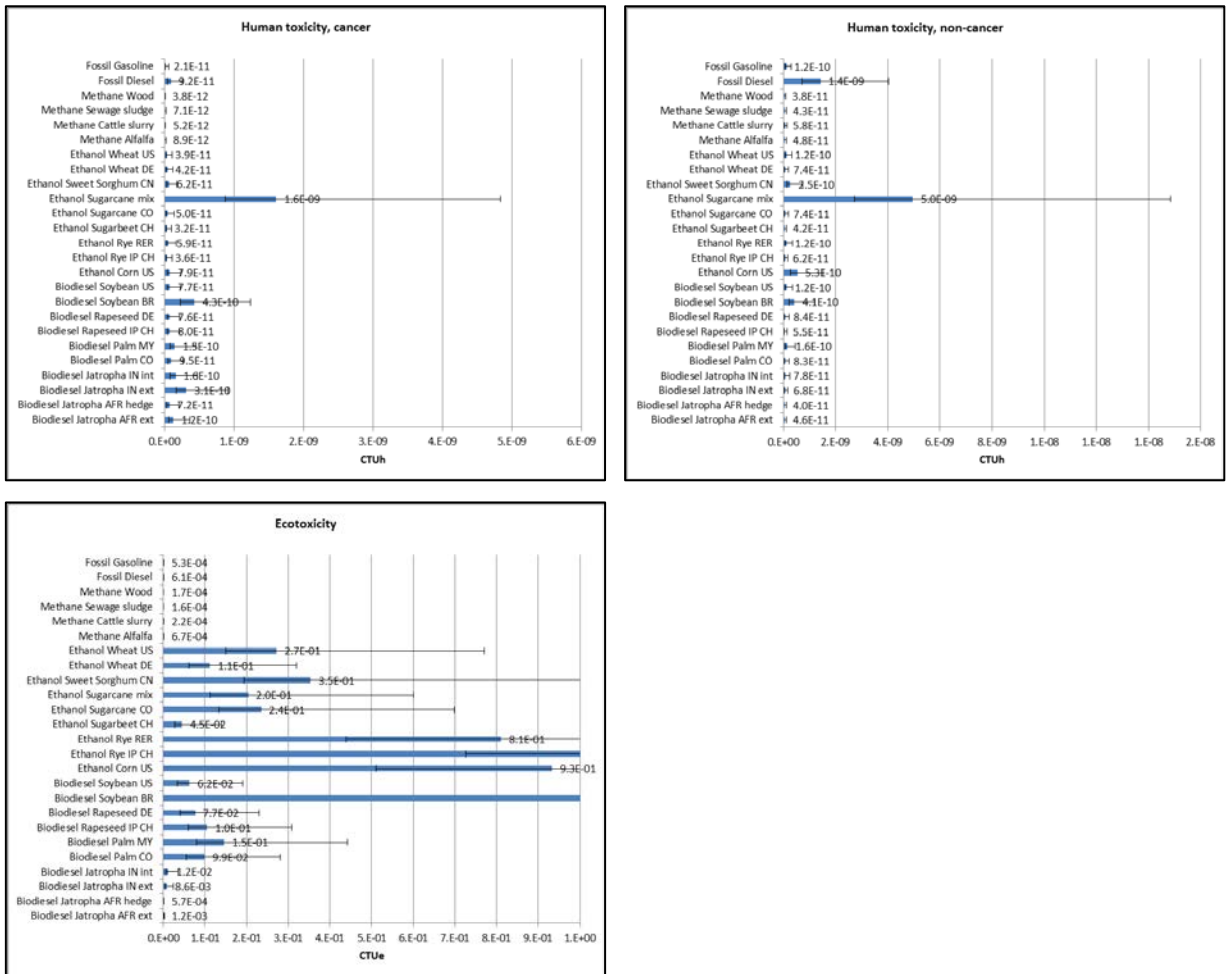 Human toxicity, cancer
Fossil Gasoline 2.1E-11
Fossil Diesel 9.2E-11
Methane Wood 3.8E-12
Methane Sewage sludge 7.1E-12
Methane Cattle slurry 5.2E-12
Methane Alfalfa 8.9E-12
Ethanol Wheat US 3.9E-11
Ethanol Wheat DE 4.2E-11
Ethanol Sweet Sorghum CN 6.2E-11
Ethanol Sugarcane mix 1.6E-09
Ethanol Sugarcane CO 5.0E-11
Ethanol Sugarbeet CH 3.2E-11
Ethanol Rye RER 5.9E-11
Ethanol Rye IP CH 3.6E-11
Ethanol Corn US 7.9E-11
Biodiesel Soybean US 7.7E-11
Biodiesel Soybean BR 4.3E-10
Biodiesel Rapeseed DE 7.6E-11
Biodiesel Rapeseed IP CH 8.0E-11
Biodiesel Palm MY 1.5E-10
Biodiesel Palm CO 9.5E-11
Biodiesel Jatropha IN int 1.6E-10
Biodiesel Jatropha IN ext 3.1E-10
Biodiesel Jatropha AFR hedge 7.2E-11
Biodiesel Jatropha AFR ext 1.2E-10
0.E+00 1.E-09 2.E-09 3.E-09 4.E-09 5.E-09 6.E-09
CTUh
Human toxicity, non-cancer
Fossil Gasoline 1.2E-10
Fossil Diesel 1.4E-09
Methane Wood 3.8E-11
Methane Sewage sludge 4.3E-11
Methane Cattle slurry 5.8E-11
Methane Alfalfa 4.8E-11
Ethanol Wheat US 1.2E-10
Ethanol Wheat DE 7.4E-11
Ethanol Sweet Sorghum CN 2.5E-10
Ethanol Sugarcane mix 5.0E-09
Ethanol Sugarcane CO 7.4E-11
Ethanol Sugarbeet CH 4.2E-11
Ethanol Rye RER 1.2E-10
Ethanol Rye IP CH 6.2E-11
Ethanol Corn US 5.3E-10
Biodiesel Soybean US 1.2E-10
Biodiesel Soybean BR 4.1E-10
Biodiesel Rapeseed DE 8.4E-11
Biodiesel Rapeseed IP CH 5.5E-11
Biodiesel Palm MY 1.6E-10
Biodiesel Palm CO 8.3E-11
Biodiesel Jatropha IN int 7.8E-11
Biodiesel Jatropha IN ext 6.8E-11
Biodiesel Jatropha AFR hedge 4.0E-11
Biodiesel Jatropha AFR ext 4.6E-11
0.E+00 2.E-09 4.E-09 6.E-09 8.E-09 1.E-08 1.E-08 1.E-08 2.E-08
CTUh
Ecotoxicity
Fossil Gasoline 5.3E-04
Fossil Diesel 6.1E-04
Methane Wood 1.7E-04
Methane Sewage sludge 1.6E-04
Methane Cattle slurry 2.2E-04
Methane Alfalfa 6.7E-04
Ethanol Wheat US 2.7E-01
Ethanol Wheat DE 1.1E-01
Ethanol Sweet Sorghum CN 3.5E-01
Ethanol Sugarcane mix 2.0E-01
Ethanol Sugarcane CO 2.4E-01
Ethanol Sugarbeet CH 4.5E-02
Ethanol Rye RER 8.1E-01
Ethanol Rye IP CH
Ethanol Corn US 9.3E-01
Biodiesel Soybean US 6.2E-02
Biodiesel Soybean BR
Biodiesel Rapeseed DE 7.7E-02
Biodiesel Rapeseed IP CH 1.0E-01
Biodiesel Palm MY 1.5E-01
Biodiesel Palm CO 9.9E-02
Biodiesel Jatropha IN int 1.2E-02
Biodiesel Jatropha IN ext 8.6E-03
Biodiesel Jatropha AFR hedge 5.7E-04
Biodiesel Jatropha AFR ext 1.2E-03
0.E+00 1.E-01 2.E-01 3.E-01 4.E-01 5.E-01 6.E-01 7.E-01 8.E-01 9.E-01 1.E+00
CTUe